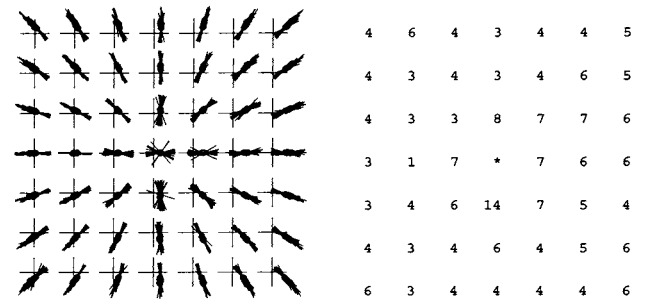 4 6 4 3 4 4 5
4 3 4 3 4 6 5
4 3 3 8 7 7 6
3 1 7 * 7 6 6
3 4 6 14 7 5 4
4 3 4 6 4 5 6
6 3 4 4 4 4 6